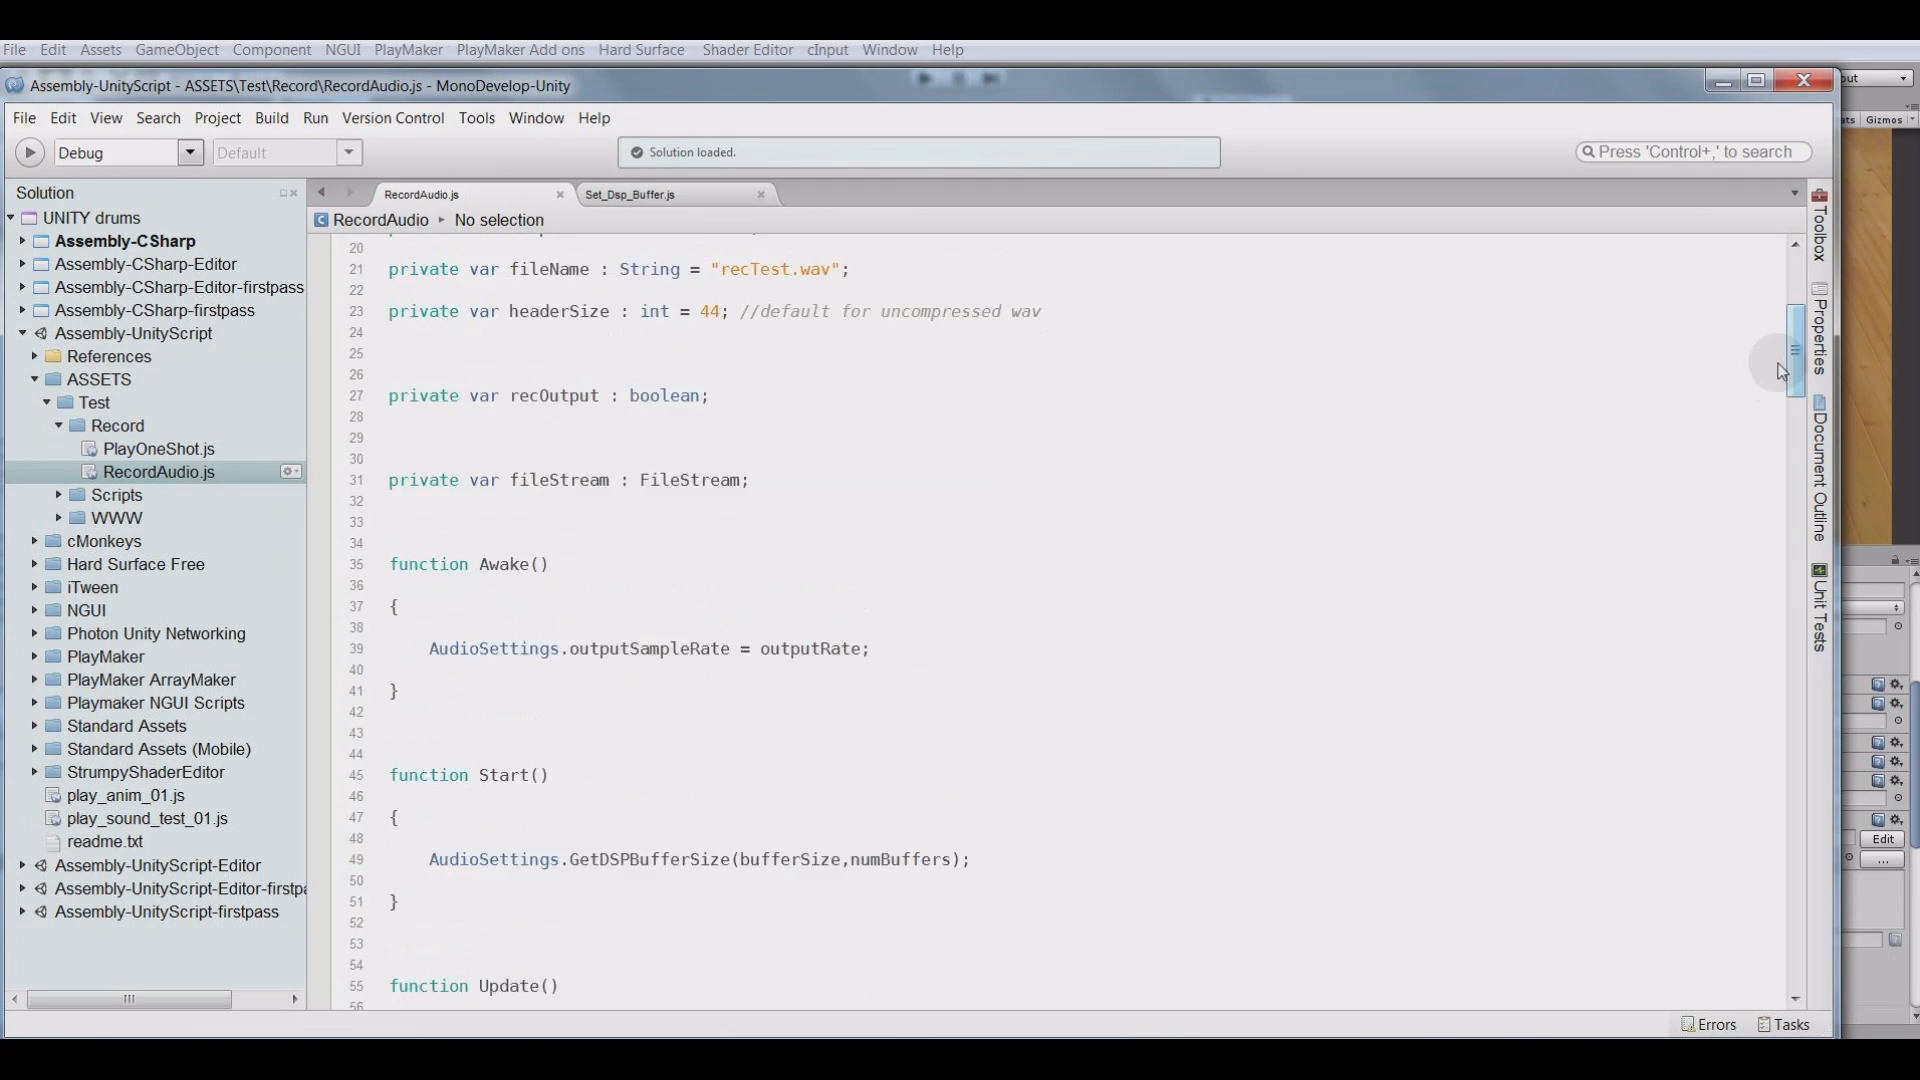 File Edit Assets GameObject Component NGUI PlayMaker PlayMaker Add ons Hard Surface Shader Editor cInput Window Help
Assembly-UnityScript - ASSETS\Test\Record\RecordAudio.js - MonoDevelop-Unity
File Edit View Search Project Build Run Version Control Tools Window Help
Gizmos
Debug Default Solution loaded. Press 'Control+,' to search
Solution
RecordAudio.js Set_Dsp_Buffer.js
RecordAudio No selection
UNITY drums
Assembly-CSharp
Assembly-CSharp-Editor
Assembly-CSharp-Editor-firstpass
Assembly-CSharp-firstpass
Assembly-UnityScript
References
ASSETS
Test
Record
PlayOneShot.js
RecordAudio.js
Scripts
WWW
cMonkeys
Hard Surface Free
iTween
NGUI
Photon Unity Networking
PlayMaker
PlayMaker ArrayMaker
Playmaker NGUI Scripts
Standard Assets
Standard Assets (Mobile)
StrumpyShaderEditor
play_anim_01.js
play_sound_test_01.js
readme.txt
Assembly-UnityScript-Editor
Assembly-UnityScript-Editor-firstpa
Assembly-UnityScript-firstpass
20
21 private var fileName : String = "recTest.wav";
22
23 private var headerSize : int = 44; //default for uncompressed wav
24
25
26
27 private var recOutput : boolean;
28
29
30
31 private var fileStream : FileStream;
32
33
34
35 function Awake()
36
37 {
38
39 AudioSettings.outputSampleRate = outputRate;
40
41 }
42
43
44
45 function Start()
46
47 {
48
49 AudioSettings.GetDSPBufferSize(bufferSize,numBuffers);
50
51 }
52
53
54
55 function Update()
56
Toolbox
Properties
Document Outline
Unit Tests
Edit
...
Errors Tasks